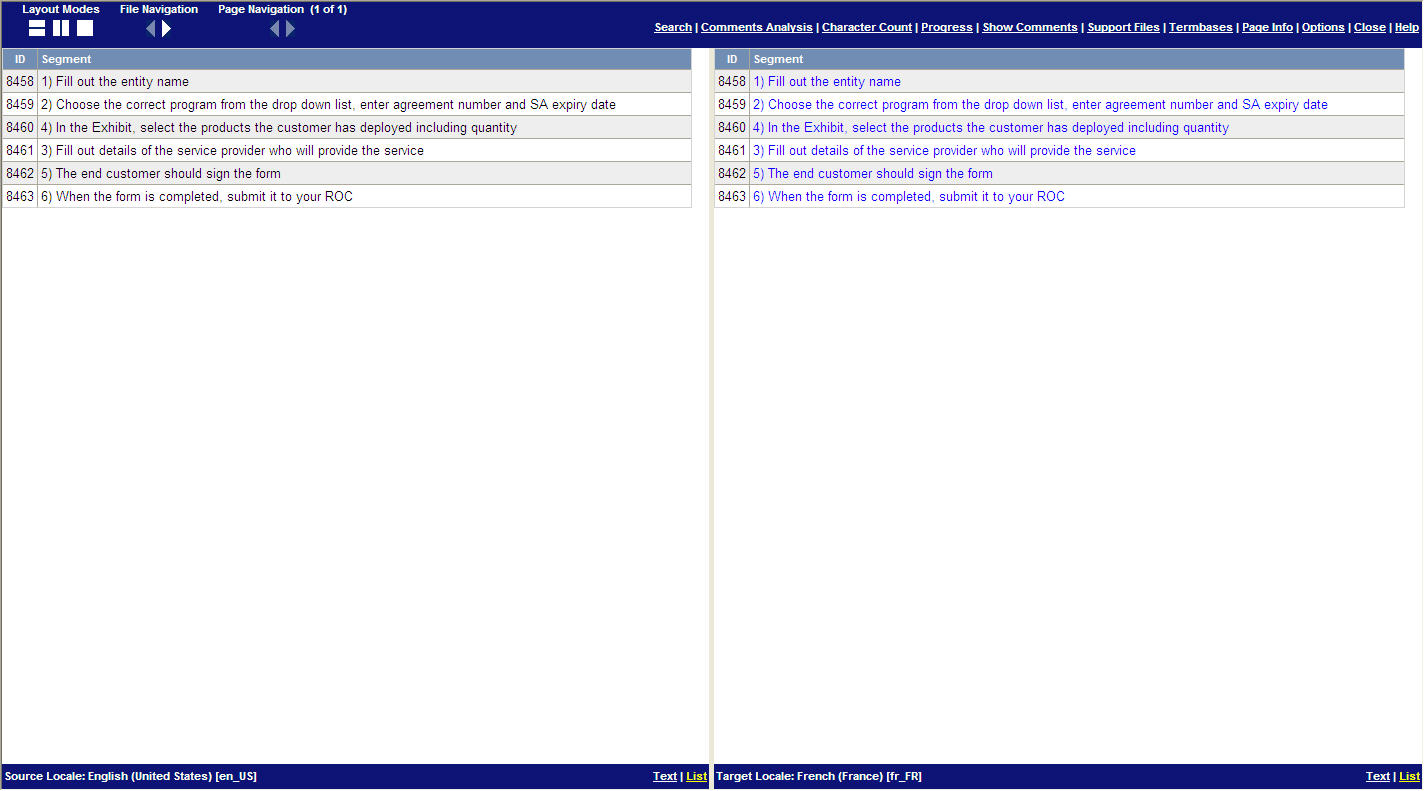 Layout Modes File Navigation Page Navigation (1 of 1)
Search | Comments Analysis | Character Count | Progress | Show Comments | Support Files | Termbases | Page Info | Options | Close | Help
ID Segment
8458 1) Fill out the entity name
8459 2) Choose the correct program from the drop down list, enter agreement number and SA expiry date
8460 4) In the Exhibit, select the products the customer has deployed including quantity
8461 3) Fill out details of the service provider who will provide the service
8462 5) The end customer should sign the form
8463 6) When the form is completed, submit it to your ROC
Source Locale: English (United States) [en_US] Text | List
ID Segment
8458 1) Fill out the entity name
8459 2) Choose the correct program from the drop down list, enter agreement number and SA expiry date
8460 4) In the Exhibit, select the products the customer has deployed including quantity
8461 3) Fill out details of the service provider who will provide the service
8462 5) The end customer should sign the form
8463 6) When the form is completed, submit it to your ROC
Target Locale: French (France) [fr_FR] Text | List